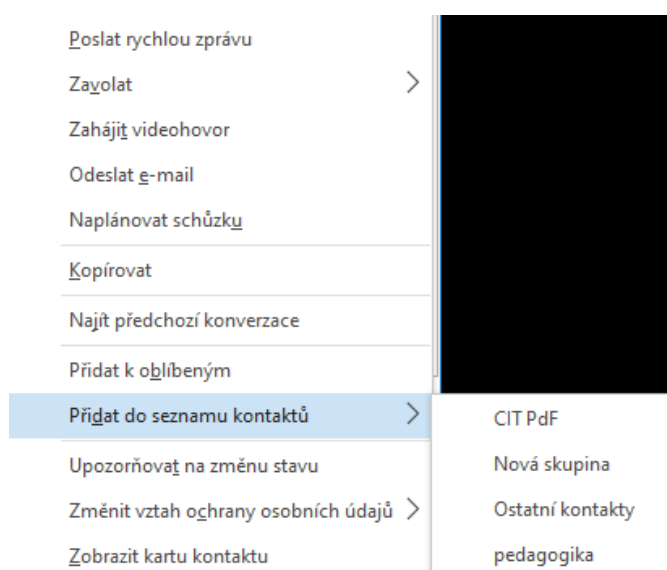 Poslat rychlou zprávu
Zavolat
Zahájit videohovor
Odeslat e-mail
Naplánovat schůzku
Kopírovat
Najít předchozí konverzace
Přidat k oblíbeným
Přidat do seznamu kontaktů
Upozorňovat na změnu stavu
Změnit vztah ochrany osobních údajů
Zobrazit kartu kontaktu
CIT PdF
Nová skupina
Ostatní kontakty
pedagogika